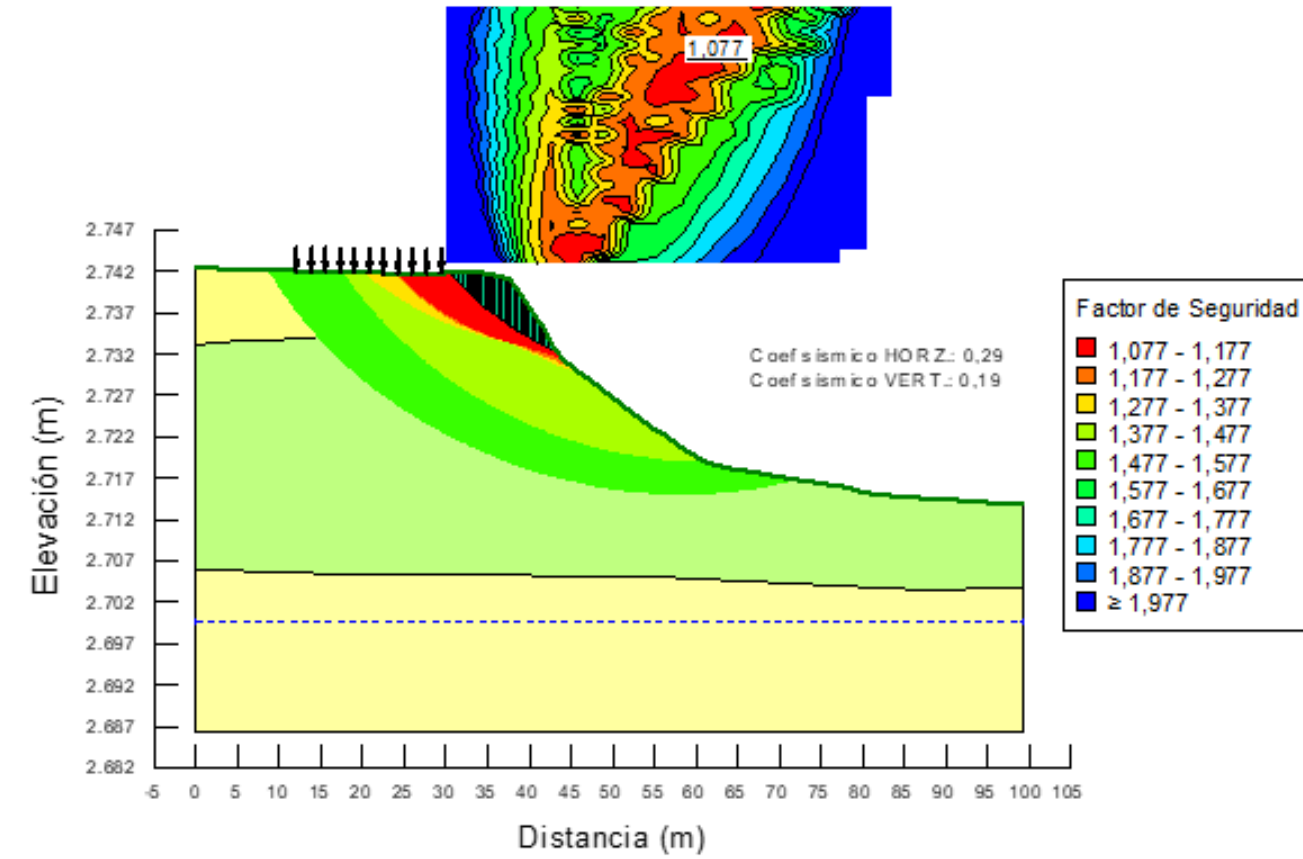 1,077
2.747
2.742
2.737
2.732
2.727
2.722
2.717
2.712
2.707
2.702
2.697
2.692
2.687
2.682
Elevación (m)
Coef sísmico HORZ.: 0,29
Coef sísmico VERT.: 0,19
Factor de Seguridad
1,077 - 1,177
1,177 - 1,277
1,277 - 1,377
1,377 - 1,477
1,477 - 1,577
1,577 - 1,677
1,677 - 1,777
1,777 - 1,877
1,877 - 1,977
≥ 1,977
-5 0 5 10 15 20 25 30 35 40 45 50 55 60 65 70 75 80 85 90 95 100 105
Distancia (m)